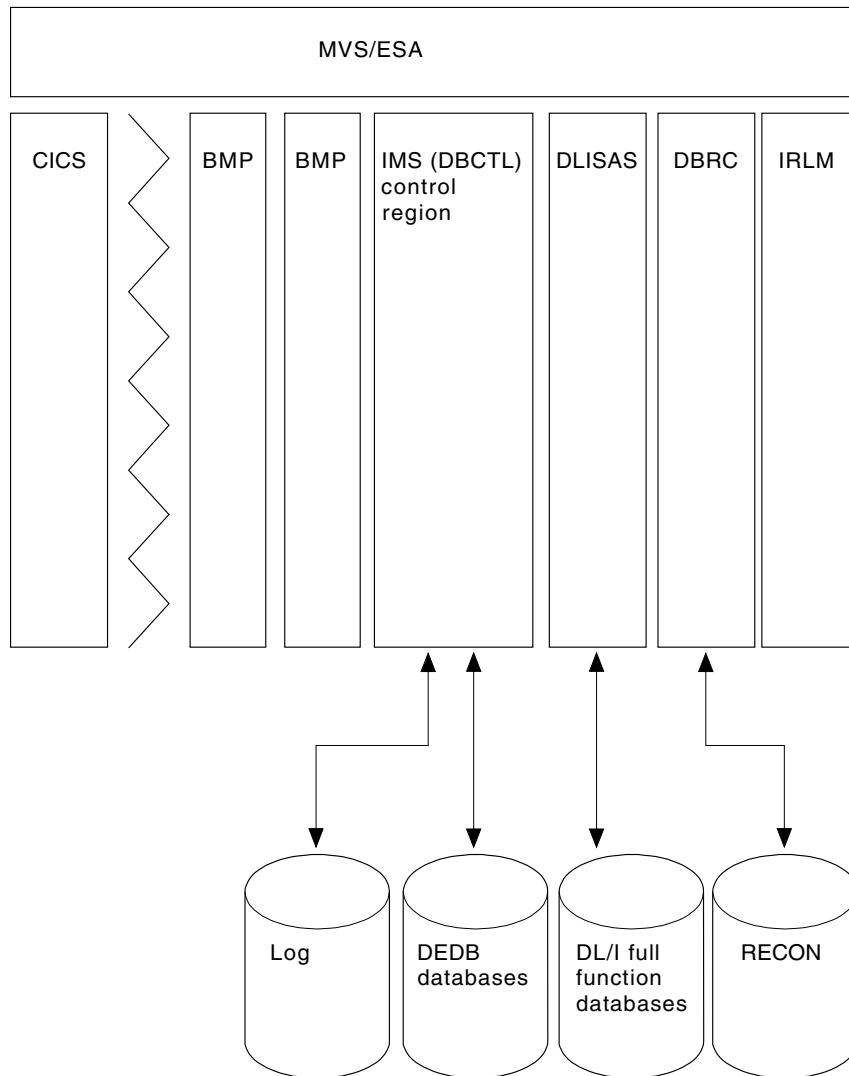 MVS/ESA
CICS
BMP
BMP
IMS (DBCTL)
control
region
DLISAS
DBRC
IRLM
Log
DEDB
databases
DL/I full
function
databases
RECON